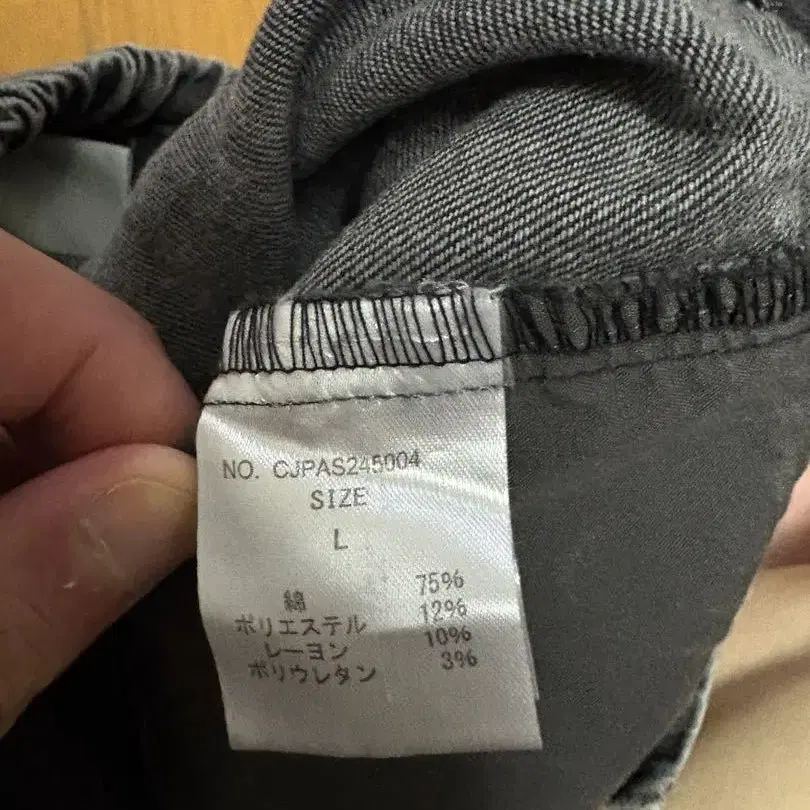 NO. CJPAS245004
SIZE
L
綿 75%
ポリエステル 12%
レーヨン 10%
ポリウレタン 3%